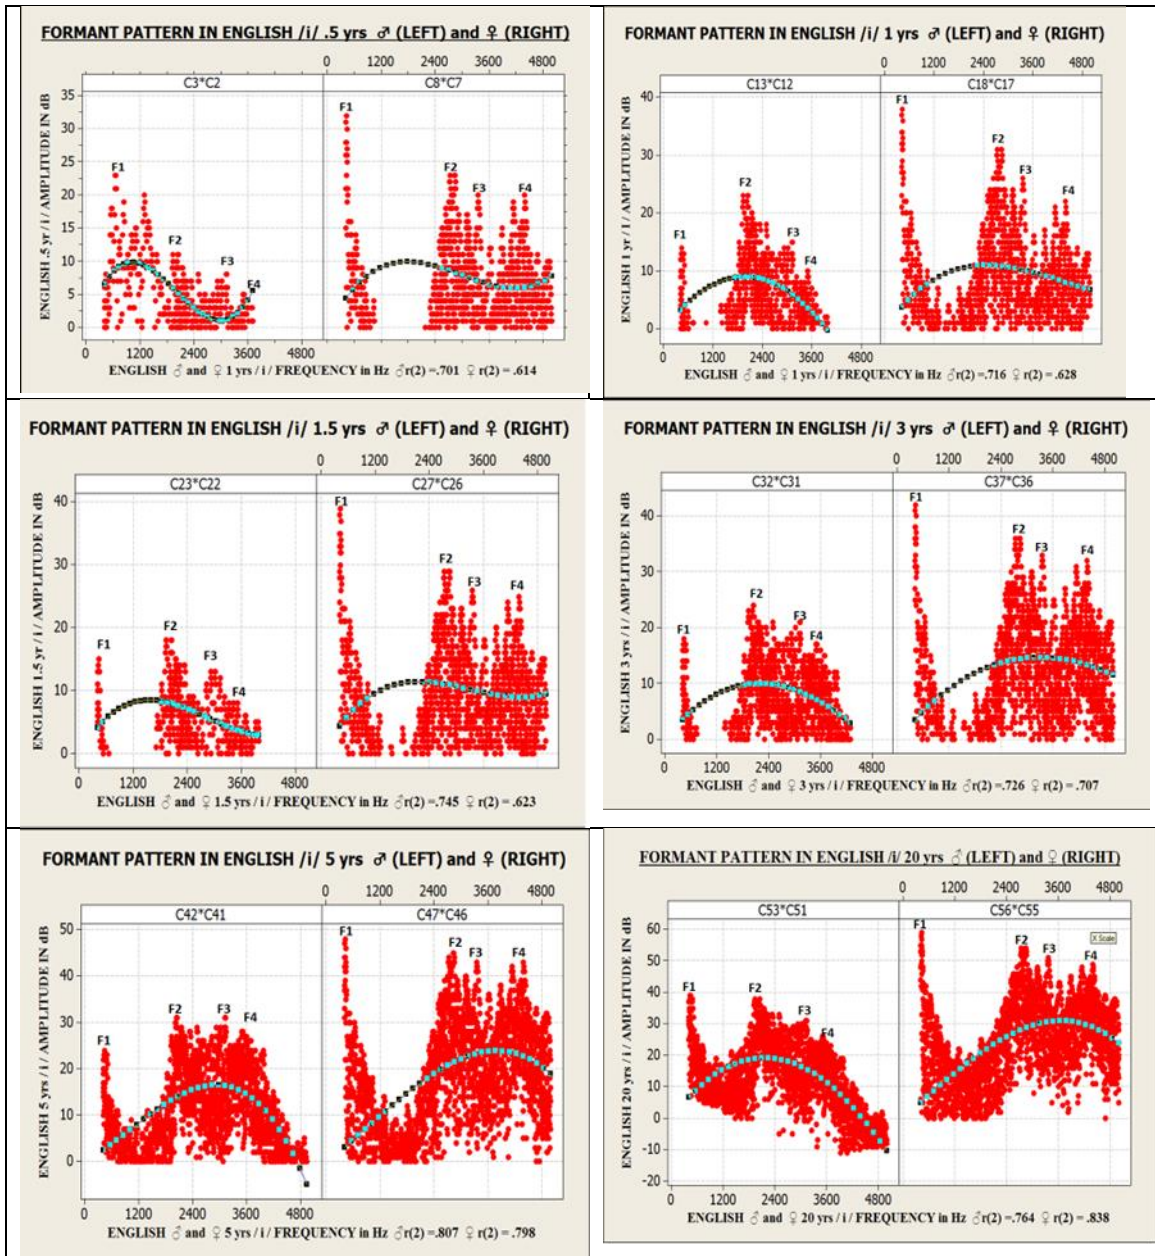 FORMANT PATTERN IN ENGLISH /i/ .5 yrs ♂ (LEFT) and ♀ (RIGHT)
0 1200 2400 3600 4800
C3*C2 C8*C7
ENGLISH .5 yr / i / AMPLITUDE IN dB
35
30
25
20
15
10
5
0
F1 F2 F3 F4
F1 F2 F3 F4
0 1200 2400 3600 4800
ENGLISH ♂ and ♀ 1 yrs / i / FREQUENCY in Hz ♂r(2) =.701 ♀ r(2) = .614
FORMANT PATTERN IN ENGLISH /i/ 1 yrs ♂ (LEFT) and ♀ (RIGHT)
0 1200 2400 3600 4800
C13*C12 C18*C17
ENGLISH 1 yr / I / AMPLITUDE IN dB
40
30
20
10
0
F1 F2 F3 F4
F1 F2 F3 F4
0 1200 2400 3600 4800
ENGLISH ♂ and ♀ 1 yrs / i / FREQUENCY in Hz ♂r(2) =.716 ♀ r(2) = .628
FORMANT PATTERN IN ENGLISH /i/ 1.5 yrs ♂ (LEFT) and ♀ (RIGHT)
0 1200 2400 3600 4800
C23*C22 C27*C26
ENGLISH 1.5 yr / i / AMPLITUDE IN dB
40
30
20
10
0
F1 F2 F3 F4
F1 F2 F3 F4
0 1200 2400 3600 4800
ENGLISH ♂ and ♀ 1.5 yrs / i / FREQUENCY in Hz ♂r(2) =.745 ♀ r(2) = .623
FORMANT PATTERN IN ENGLISH /i/ 3 yrs ♂ (LEFT) and ♀ (RIGHT)
0 1200 2400 3600 4800
C32*C31 C37*C36
ENGLISH 3 yrs / i / AMPLITUDE IN dB
40
30
20
10
0
F1 F2 F3 F4
F1 F2 F3 F4
0 1200 2400 3600 4800
ENGLISH ♂ and ♀ 3 yrs / i / FREQUENCY in Hz ♂r(2) =.726 ♀ r(2) = .707
FORMANT PATTERN IN ENGLISH /i/ 5 yrs ♂ (LEFT) and ♀ (RIGHT)
0 1200 2400 3600 4800
C42*C41 C47*C46
ENGLISH 5 yrs / i / AMPLITUDE IN dB
50
40
30
20
10
0
F1 F2 F3 F4
F1 F2 F3 F4
0 1200 2400 3600 4800
ENGLISH ♂ and ♀ 5 yrs / i / FREQUENCY in Hz ♂r(2) =.807 ♀ r(2) = .798
FORMANT PATTERN IN ENGLISH /i/ 20 yrs ♂ (LEFT) and ♀ (RIGHT)
0 1200 2400 3600 4800
C53*C51 C56*C55
ENGLISH 20 yrs / i / AMPLITUDE IN dB
60
50
40
30
20
10
0
-10
-20
F1 F2 F3 F4
F1 F2 F3 F4
X Scale
0 1200 2400 3600 4800
ENGLISH ♂ and ♀ 20 yrs / i / FREQUENCY in Hz ♂r(2) =.764 ♀ r(2) = .838